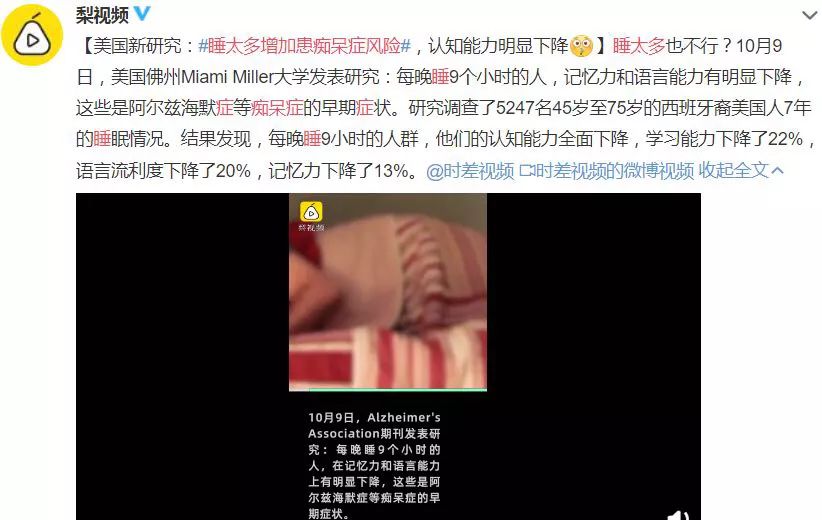 梨视频
【美国新研究：#睡太多增加患痴呆症风险#，认知能力明显下降】睡太多也不行？10月9
日，美国佛州Miami Miller大学发表研究：每晚睡9个小时的人，记忆力和语言能力有明显下降，
这些是阿尔兹海默症等痴呆症的早期症状。研究调查了5247名45岁至75岁的西班牙裔美国人7年
的睡眠情况。结果发现，每晚睡9小时的人群，他们的认知能力全面下降，学习能力下降了22%，
语言流利度下降了20%，记忆力下降了13%。@时差视频 时差视频的微博视频 收起全文
梨视频
10月9日，Alzheimer's
Association期刊发表研
究：每晚睡9个小时的
人，在记忆力和语言能力
上有明显下降，这些是阿
尔兹海默症等痴呆症的早
期症状。